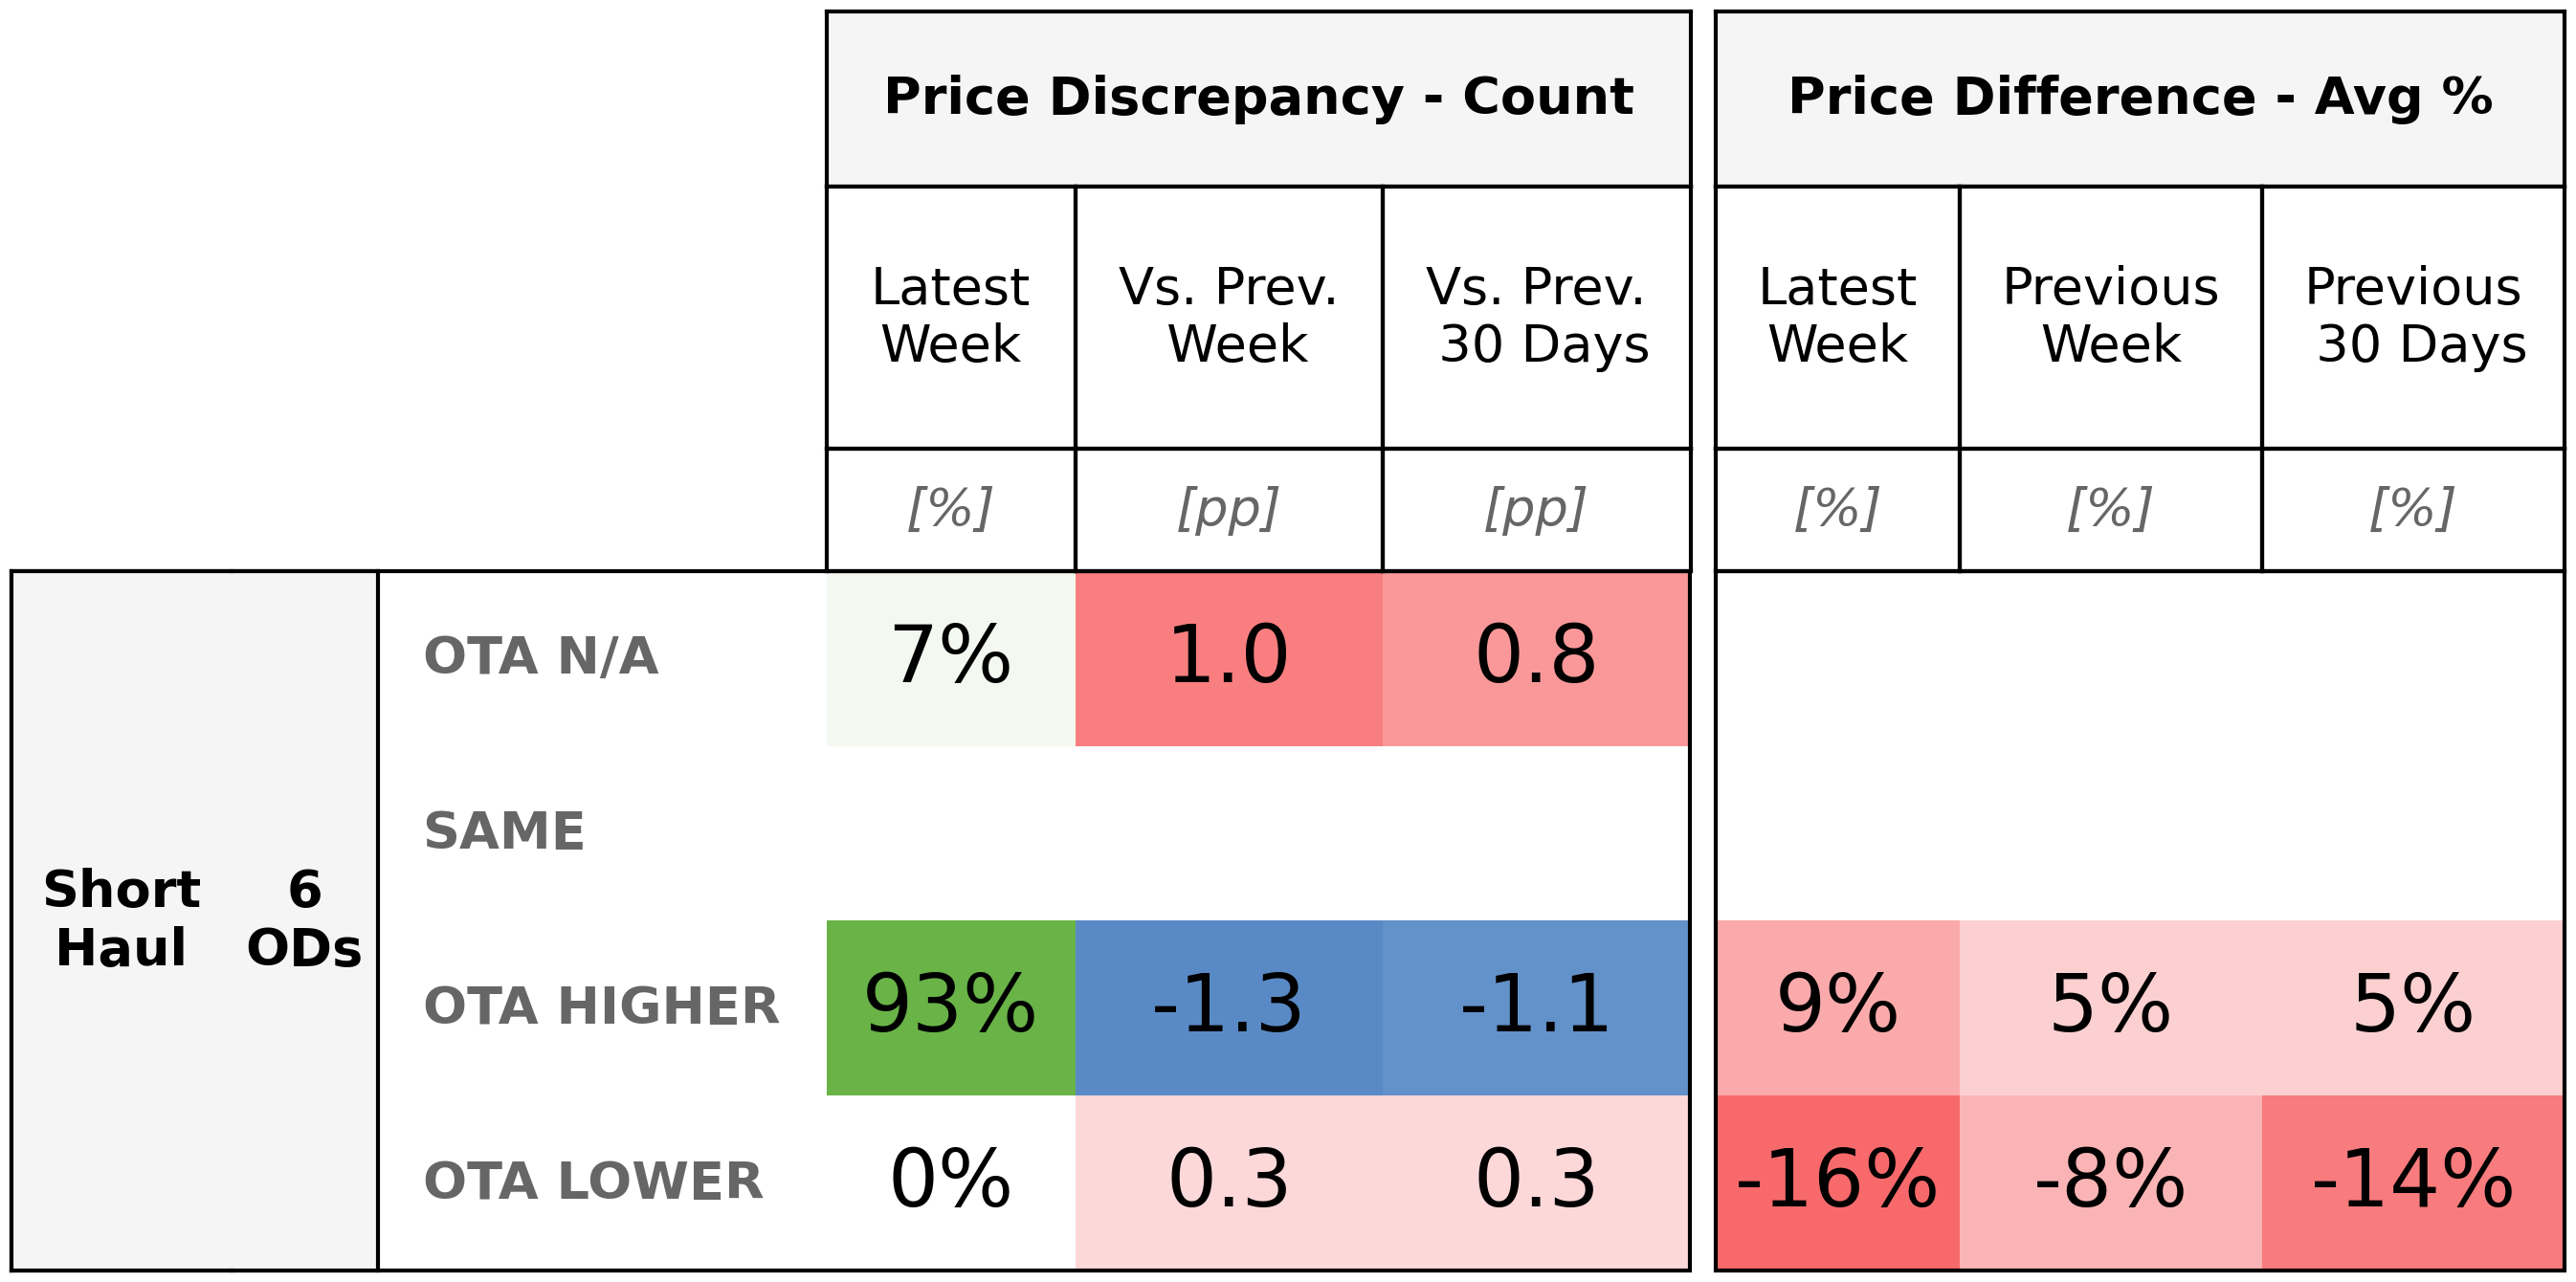 Price Discrepancy - Count
Price Difference - Avg %
Latest
Week
Vs. Prev.
Week
Vs. Prev.
30 Days
Latest
Week
Previous
Week
Previous
30 Days
[%]
[pp]
[pp]
[%]
[%]
[%]
Short
Haul
6
ODs
OTA N/A
7%
1.0
0.8
SAME
OTA HIGHER
93%
-1.3
-1.1
9%
5%
5%
OTA LOWER
0%
0.3
0.3
-16%
-8%
-14%